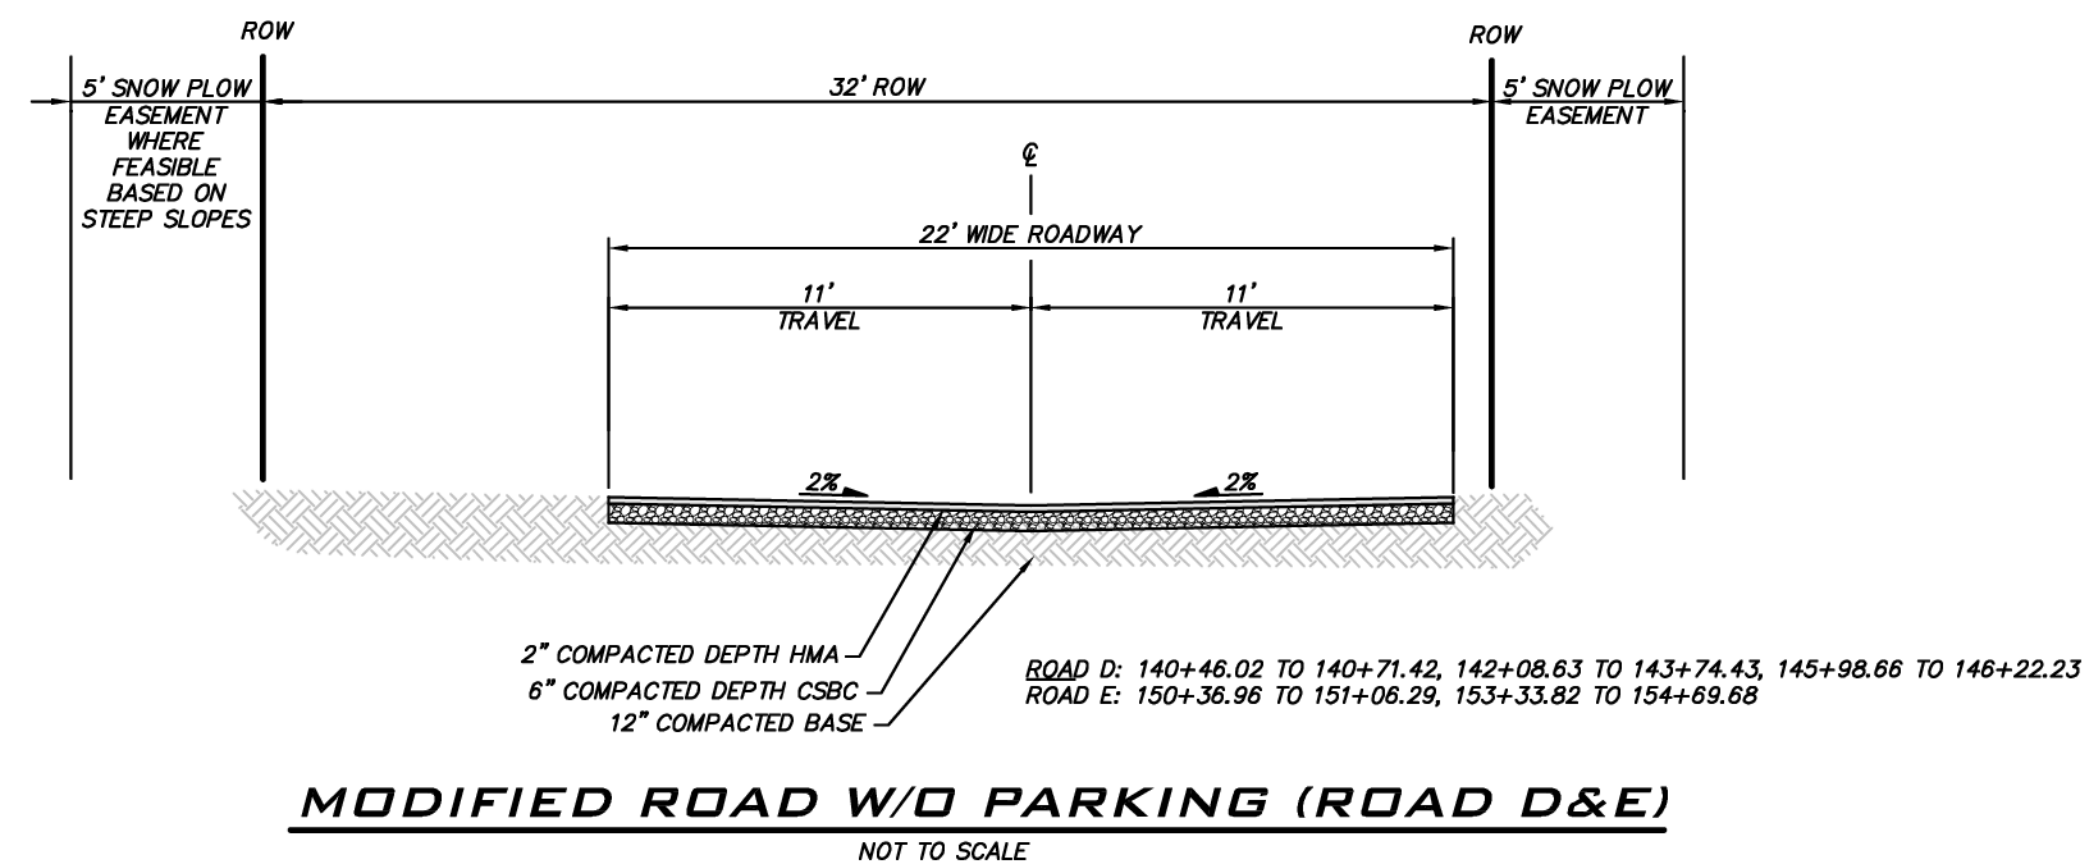 ROW
ROW
5' SNOW PLOW
EASEMENT
WHERE
FEASIBLE
BASED ON
STEEP SLOPES
32' ROW
5' SNOW PLOW
EASEMENT
℄
22' WIDE ROADWAY
11'
TRAVEL
11'
TRAVEL
2%
2%
2" COMPACTED DEPTH HMA
6" COMPACTED DEPTH CSBC
12" COMPACTED BASE
ROAD D: 140+46.02 TO 140+71.42, 142+08.63 TO 143+74.43, 145+98.66 TO 146+22.23
ROAD E: 150+36.96 TO 151+06.29, 153+33.82 TO 154+69.68
MODIFIED ROAD W/O PARKING (ROAD D&E)
NOT TO SCALE